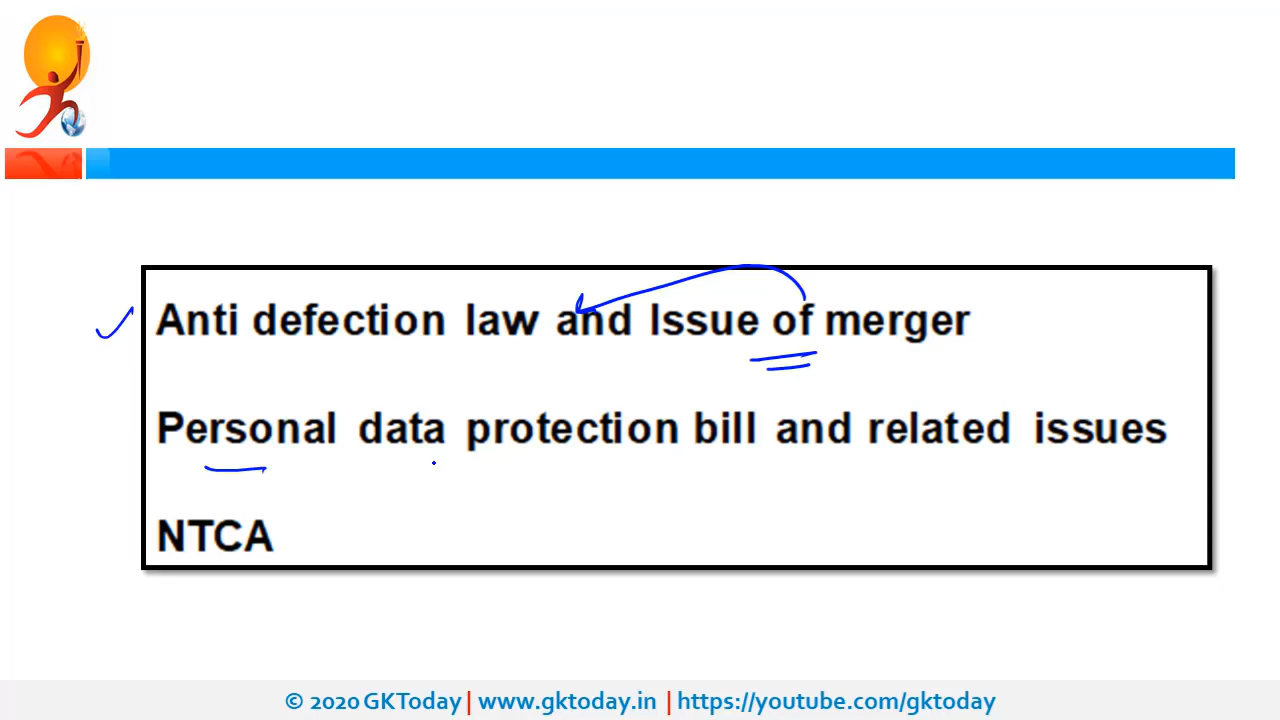 Anti defection law and Issue of merger
Personal data protection bill and related issues
NTCA
© 2020 GKToday | www.gktoday.in | https://youtube.com/gktoday